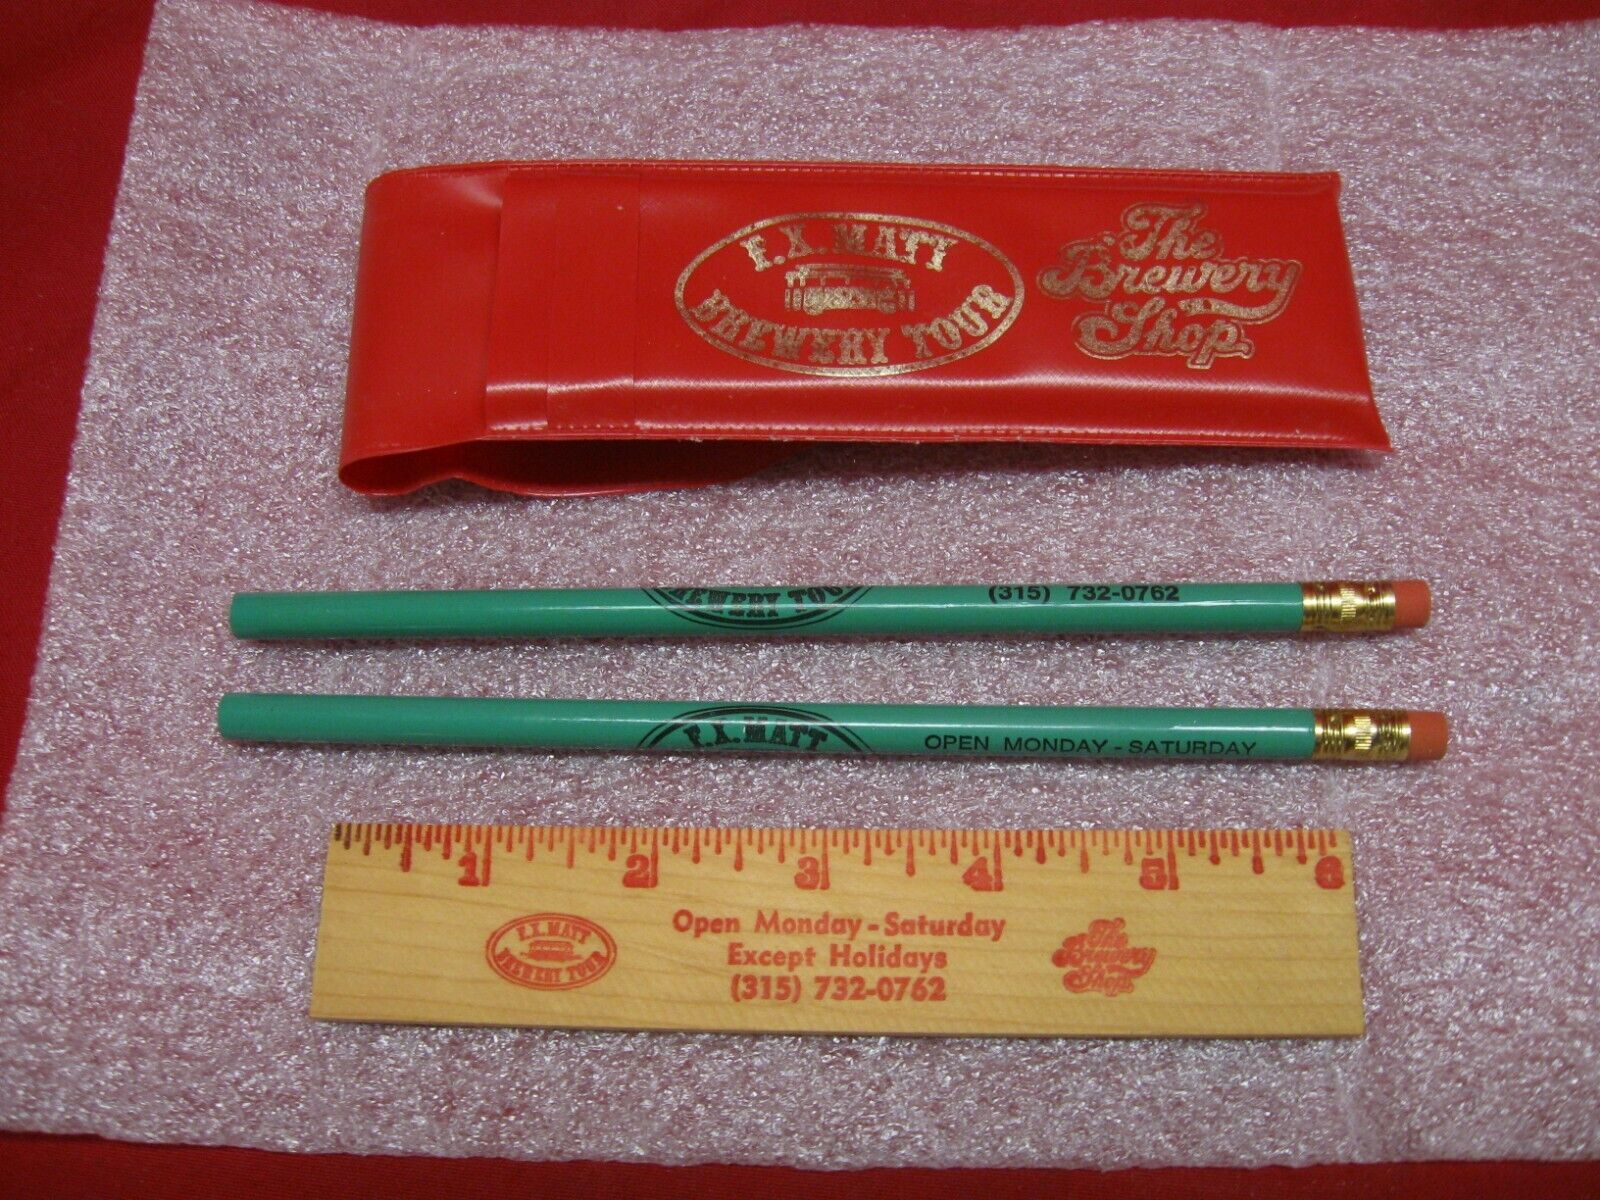 F.X. MATT
BREWERY TOUR
The
Brewery
Shop
BREWERY TOUR
(315) 732-0762
F.X. MATT
OPEN MONDAY - SATURDAY
1 2 3 4 5 6
F.X. MATT
BREWERY TOUR
Open Monday - Saturday
Except Holidays
(315) 732-0762
The
Brewery
Shop